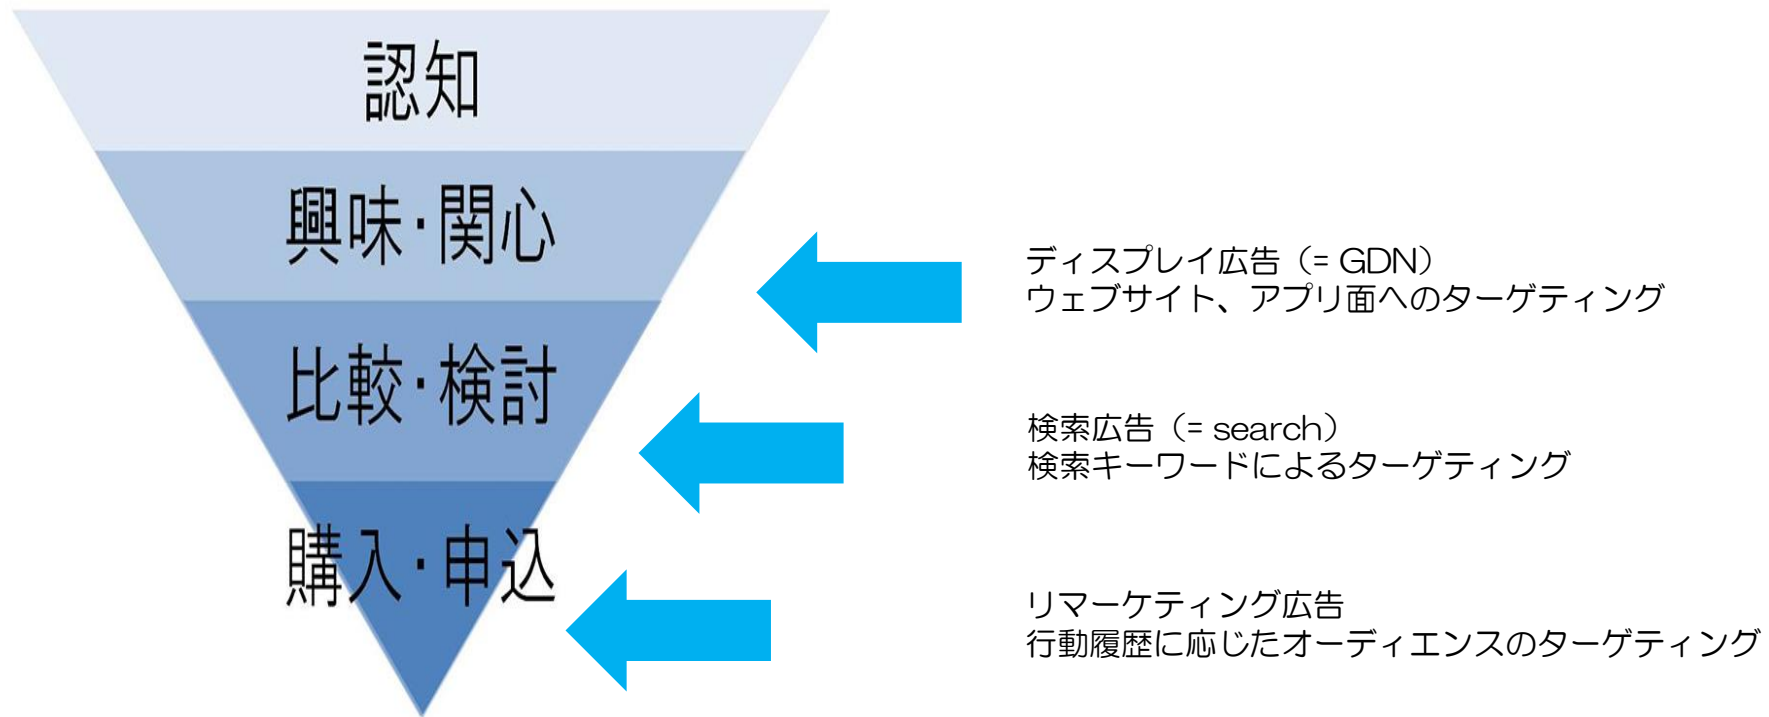 認知
興味・関心
ディスプレイ広告（= GDN）
ウェブサイト、アプリ面へのターゲティング
比較・検討
検索広告（= search）
検索キーワードによるターゲティング
購入・申込
リマーケティング広告
行動履歴に応じたオーディエンスのターゲティング